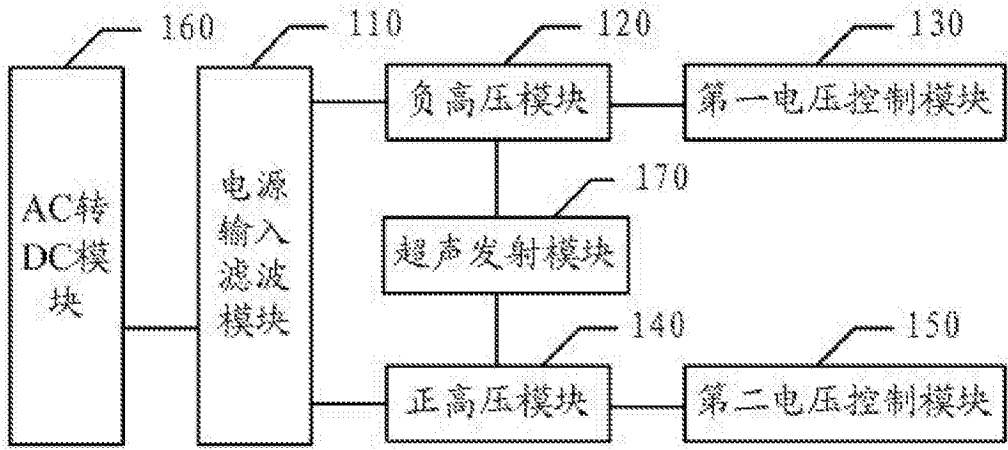 160
110
120
130
负高压模块
第一电压控制模块
170
AC转
DC模
块
电源
输入
滤波
模块
超声发射模块
140
150
正高压模块
第二电压控制模块